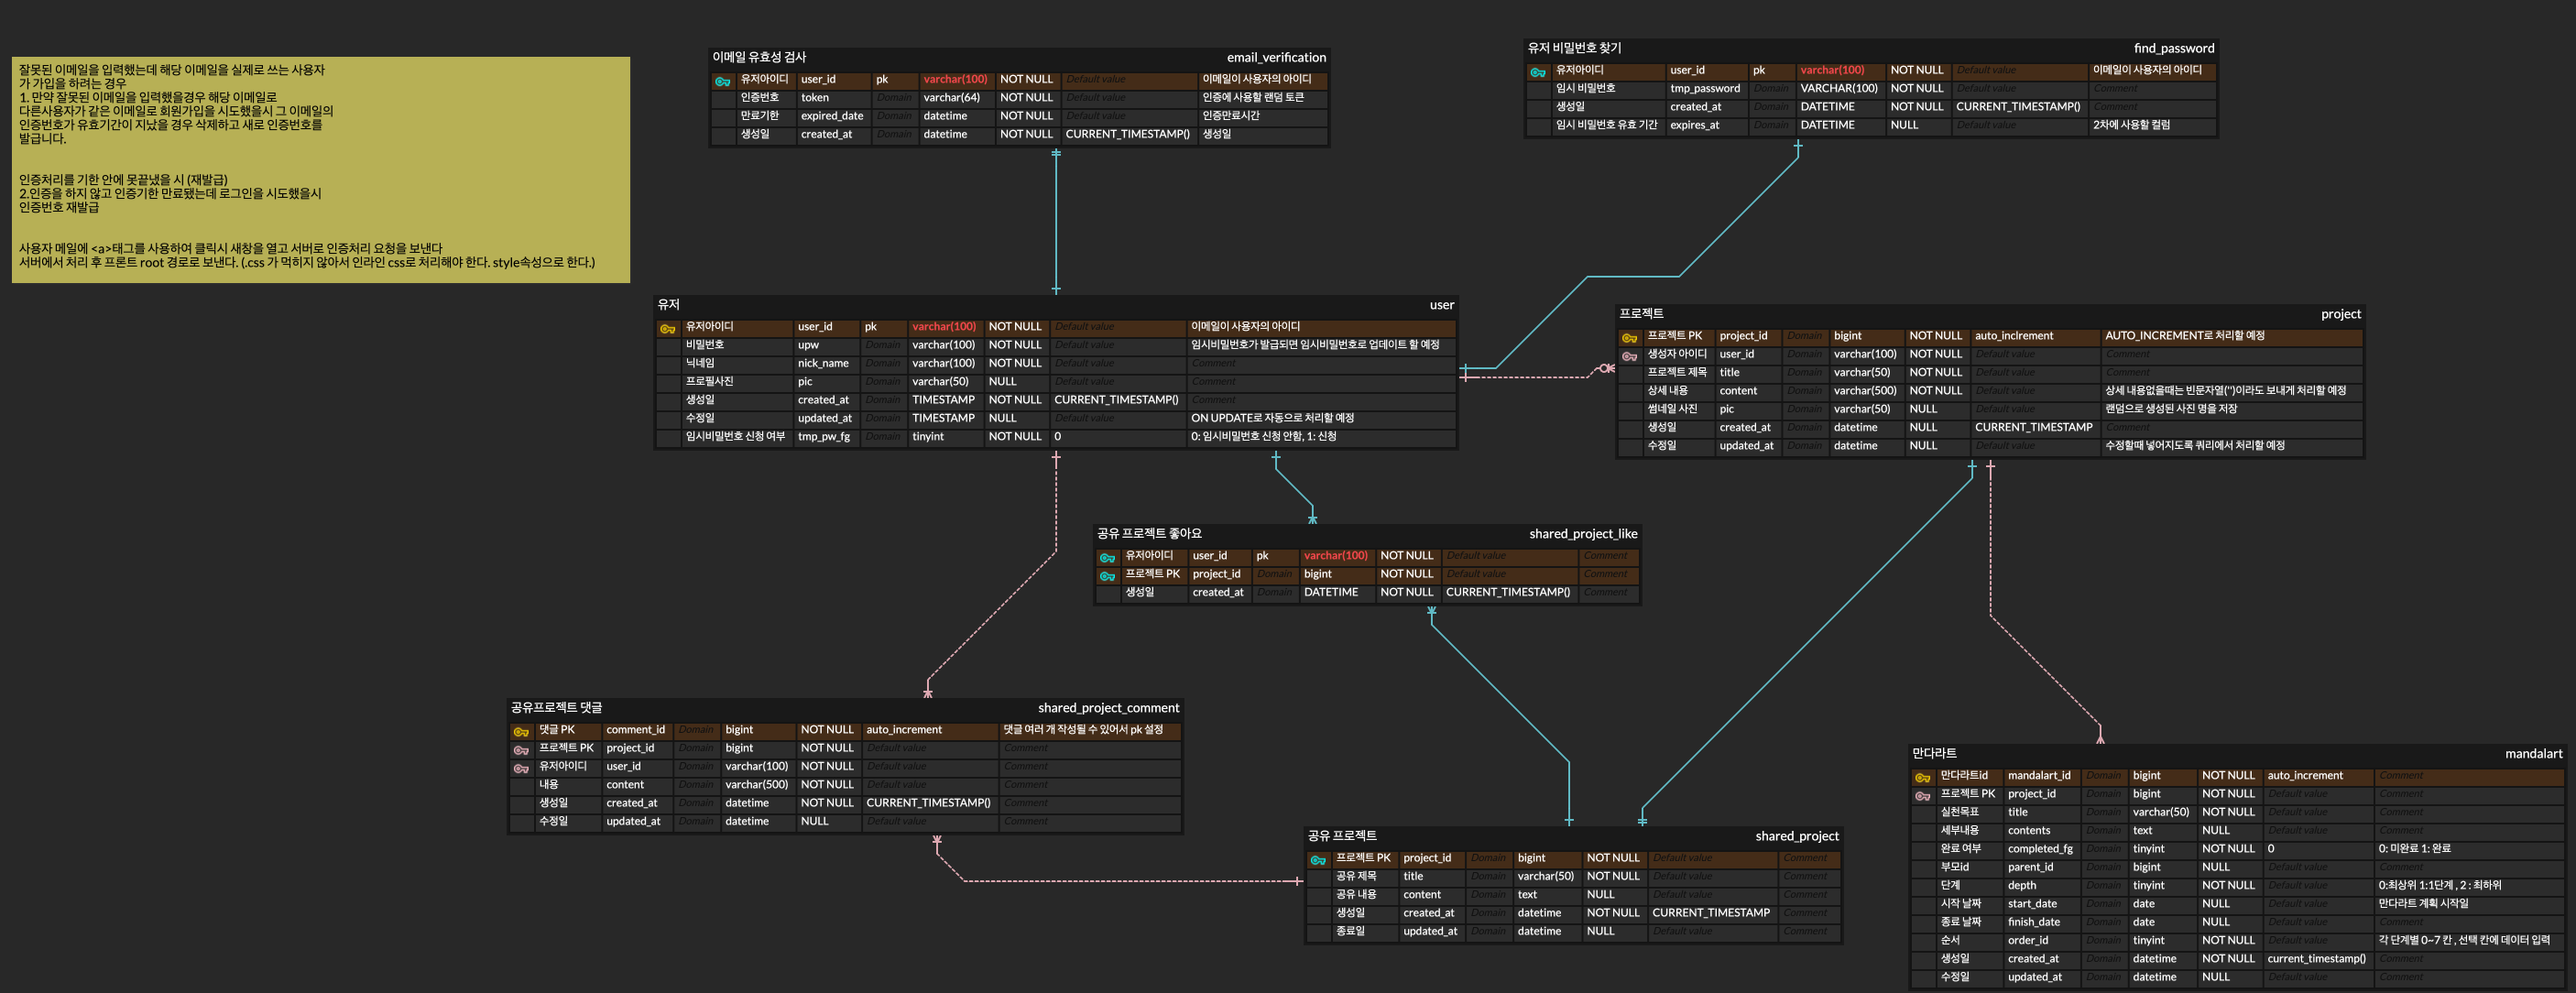 잘못된 이메일을 입력했는데 해당 이메일을 실제로 쓰는 사용자
가 가입을 하려는 경우
1. 만약 잘못된 이메일을 입력했을경우 해당 이메일로
다른사용자가 같은 이메일로 회원가입을 시도했을시 그 이메일의
인증번호가 유효기간이 지났을 경우 삭제하고 새로 인증번호를
발급니다.
인증처리를 기한 안에 못끝냈을 시 (재발급)
2.인증을 하지 않고 인증기한 만료됐는데 로그인을 시도했을시
인증번호 재발급
사용자 메일에 <a>태그를 사용하여 클릭시 새창을 열고 서버로 인증처리 요청을 보낸다
서버에서 처리 후 프론트 root 경로로 보낸다. (.css 가 먹히지 않아서 인라인 css로 처리해야 한다. style속성으로 한다.)
이메일 유효성 검사 email_verification
유저아이디 user_id pk varchar(100) NOT NULL Default value 이메일이 사용자의 아이디
인증번호 token Domain varchar(64) NOT NULL Default value 인증에 사용할 랜덤 토큰
만료기한 expired_date Domain datetime NOT NULL Default value 인증만료시간
생성일 created_at Domain datetime NOT NULL CURRENT_TIMESTAMP() 생성일
유저 비밀번호 찾기 find_password
유저아이디 user_id pk varchar(100) NOT NULL Default value 이메일이 사용자의 아이디
임시 비밀번호 tmp_password Domain VARCHAR(100) NOT NULL Default value Comment
생성일 created_at Domain DATETIME NOT NULL CURRENT_TIMESTAMP() Comment
임시 비밀번호 유효 기간 expires_at Domain DATETIME NULL Default value 2차에 사용할 컬럼
유저 user
유저아이디 user_id pk varchar(100) NOT NULL Default value 이메일이 사용자의 아이디
비밀번호 upw Domain varchar(100) NOT NULL Default value 임시비밀번호가 발급되면 임시비밀번호로 업데이트 할 예정
닉네임 nick_name Domain varchar(100) NOT NULL Default value Comment
프로필사진 pic Domain varchar(50) NULL Default value Comment
생성일 created_at Domain TIMESTAMP NOT NULL CURRENT_TIMESTAMP() Comment
수정일 updated_at Domain TIMESTAMP NULL Default value ON UPDATE로 자동으로 처리할 예정
임시비밀번호 신청 여부 tmp_pw_fg Domain tinyint NOT NULL 0 0: 임시비밀번호 신청 안함, 1: 신청
프로젝트 project
프로젝트 PK project_id Domain bigint NOT NULL auto_inclrement AUTO_INCREMENT로 처리할 예정
생성자 아이디 user_id Domain varchar(100) NOT NULL Default value Comment
프로젝트 제목 title Domain varchar(50) NOT NULL Default value Comment
상세 내용 content Domain varchar(500) NOT NULL Default value 상세 내용없을때는 빈문자열('')이라도 보내게 처리할 예정
썸네일 사진 pic Domain varchar(50) NULL Default value 랜덤으로 생성된 사진 명을 저장
생성일 created_at Domain datetime NULL CURRENT_TIMESTAMP Comment
수정일 updated_at Domain datetime NULL Default value 수정할때 넣어지도록 쿼리에서 처리할 예정
공유 프로젝트 좋아요 shared_project_like
유저아이디 user_id pk varchar(100) NOT NULL Default value Comment
프로젝트 PK project_id Domain bigint NOT NULL Default value Comment
생성일 created_at Domain DATETIME NOT NULL CURRENT_TIMESTAMP() Comment
공유프로젝트 댓글 shared_project_comment
댓글 PK comment_id Domain bigint NOT NULL auto_increment 댓글 여러 개 작성될 수 있어서 pk 설정
프로젝트 PK project_id Domain bigint NOT NULL Default value Comment
유저아이디 user_id Domain varchar(100) NOT NULL Default value Comment
내용 content Domain varchar(500) NOT NULL Default value Comment
생성일 created_at Domain datetime NOT NULL CURRENT_TIMESTAMP() Comment
수정일 updated_at Domain datetime NULL Default value Comment
공유 프로젝트 shared_project
프로젝트 PK project_id Domain bigint NOT NULL Default value Comment
공유 제목 title Domain varchar(50) NOT NULL Default value Comment
공유 내용 content Domain text NULL Default value Comment
생성일 created_at Domain datetime NOT NULL CURRENT_TIMESTAMP Comment
종료일 updated_at Domain datetime NULL Default value Comment
만다라트 mandalart
만다라트id mandalart_id Domain bigint NOT NULL auto_increment Comment
프로젝트 PK project_id Domain bigint NOT NULL Default value Comment
실천목표 title Domain varchar(50) NOT NULL Default value Comment
세부내용 contents Domain text NULL Default value Comment
완료 여부 completed_fg Domain tinyint NOT NULL 0 0: 미완료 1: 완료
부모id parent_id Domain bigint NULL Default value Comment
단계 depth Domain tinyint NOT NULL Default value 0:최상위 1:1단계 , 2 : 최하위
시작 날짜 start_date Domain date NULL Default value 만다라트 계획 시작일
종료 날짜 finish_date Domain date NULL Default value Comment
순서 order_id Domain tinyint NOT NULL Default value 각 단계별 0~7 칸 , 선택 칸에 데이터 입력
생성일 created_at Domain datetime NOT NULL current_timestamp() Comment
수정일 updated_at Domain datetime NULL Default value Comment